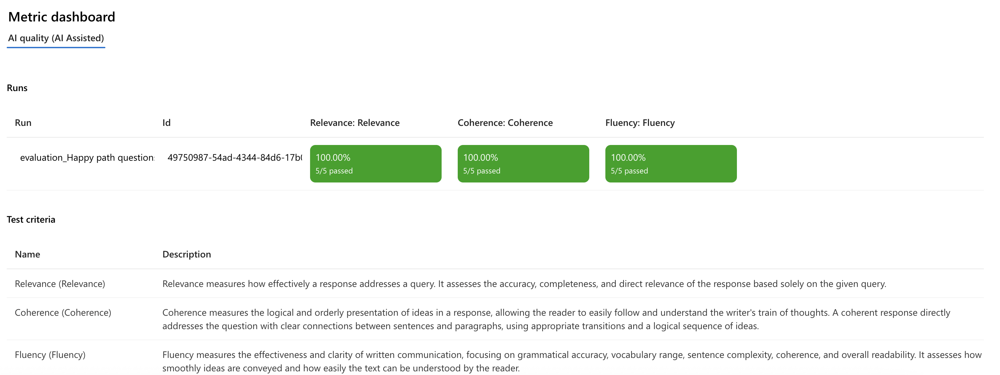 Metric dashboard
AI quality (AI Assisted)
Runs
Run Id Relevance: Relevance Coherence: Coherence Fluency: Fluency
evaluation_Happy path questions 49750987-54ad-4344-84d6-17b 100.00% 100.00% 100.00%
5/5 passed 5/5 passed 5/5 passed
Test criteria
Name Description
Relevance (Relevance) Relevance measures how effectively a response addresses a query. It assesses the accuracy, completeness, and direct relevance of the response based solely on the given query.
Coherence (Coherence) Coherence measures the logical and orderly presentation of ideas in a response, allowing the reader to easily follow and understand the writer's train of thoughts. A coherent response directly
addresses the question with clear connections between sentences and paragraphs, using appropriate transitions and a logical sequence of ideas.
Fluency (Fluency) Fluency measures the effectiveness and clarity of written communication, focusing on grammatical accuracy, vocabulary range, sentence complexity, coherence, and overall readability. It assesses how
smoothly ideas are conveyed and how easily the text can be understood by the reader.